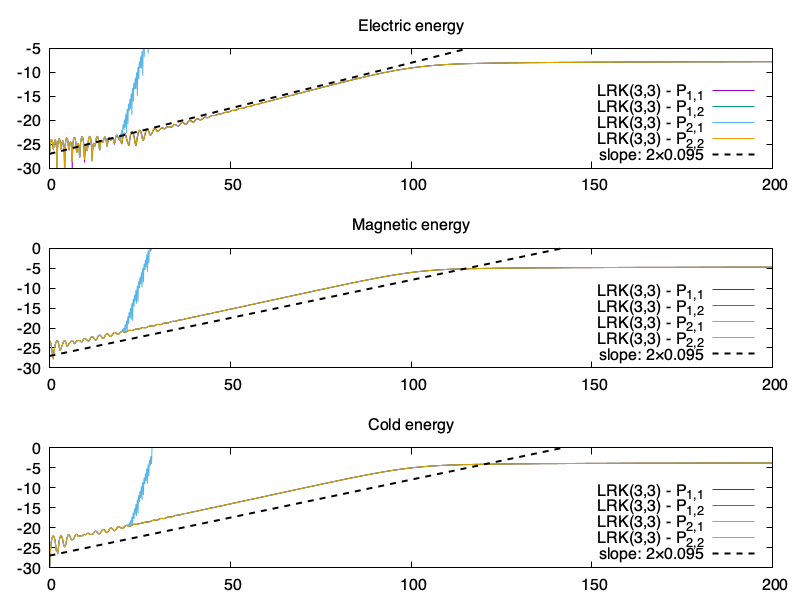 Electric energy
-5
-10
-15
-20
-25
-30
LRK(3,3) - P1,1
LRK(3,3) - P1,2
LRK(3,3) - P2,1
LRK(3,3) - P2,2
slope: 2×0.095
0 50 100 150 200
Magnetic energy
0
-5
-10
-15
-20
-25
-30
LRK(3,3) - P1,1
LRK(3,3) - P1,2
LRK(3,3) - P2,1
LRK(3,3) - P2,2
slope: 2×0.095
0 50 100 150 200
Cold energy
0
-5
-10
-15
-20
-25
-30
LRK(3,3) - P1,1
LRK(3,3) - P1,2
LRK(3,3) - P2,1
LRK(3,3) - P2,2
slope: 2×0.095
0 50 100 150 200